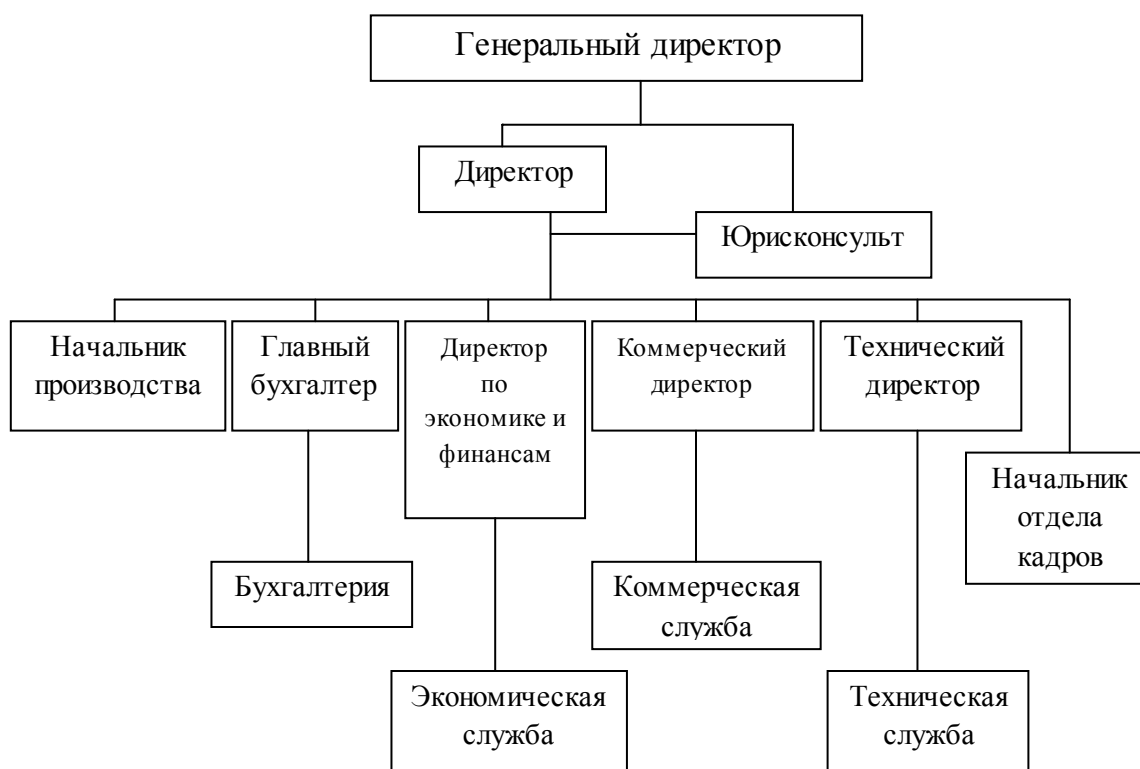 Генеральный директор
Директор
Юрисконсульт
Начальник
производства
Главный
бухгалтер
Директор
по
экономике и
финансам
Коммерческий
директор
Технический
директор
Начальник
отдела
кадров
Бухгалтерия
Коммерческая
служба
Экономическая
служба
Техническая
служба